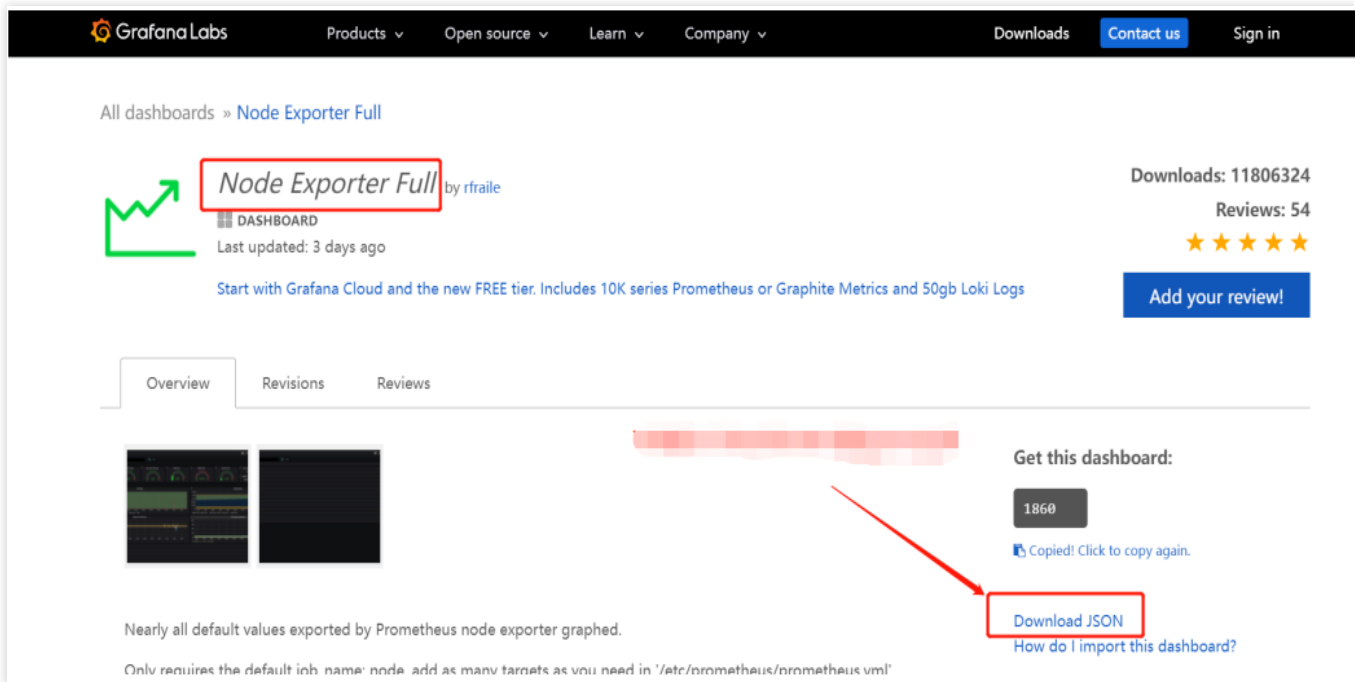 Grafana Labs Products Open source Learn Company Downloads Contact us Sign in
All dashboards » Node Exporter Full
Node Exporter Full by rfraile
DASHBOARD
Last updated: 3 days ago
Start with Grafana Cloud and the new FREE tier. Includes 10K series Prometheus or Graphite Metrics and 50gb Loki Logs
Downloads: 11806324
Reviews: 54
Add your review!
Overview Revisions Reviews
Get this dashboard:
1860
Copied! Click to copy again.
Download JSON
How do I import this dashboard?
Nearly all default values exported by Prometheus node exporter graphed.
Only requires the default job_name: node, add as many targets as you need in '/etc/prometheus/prometheus.yml'